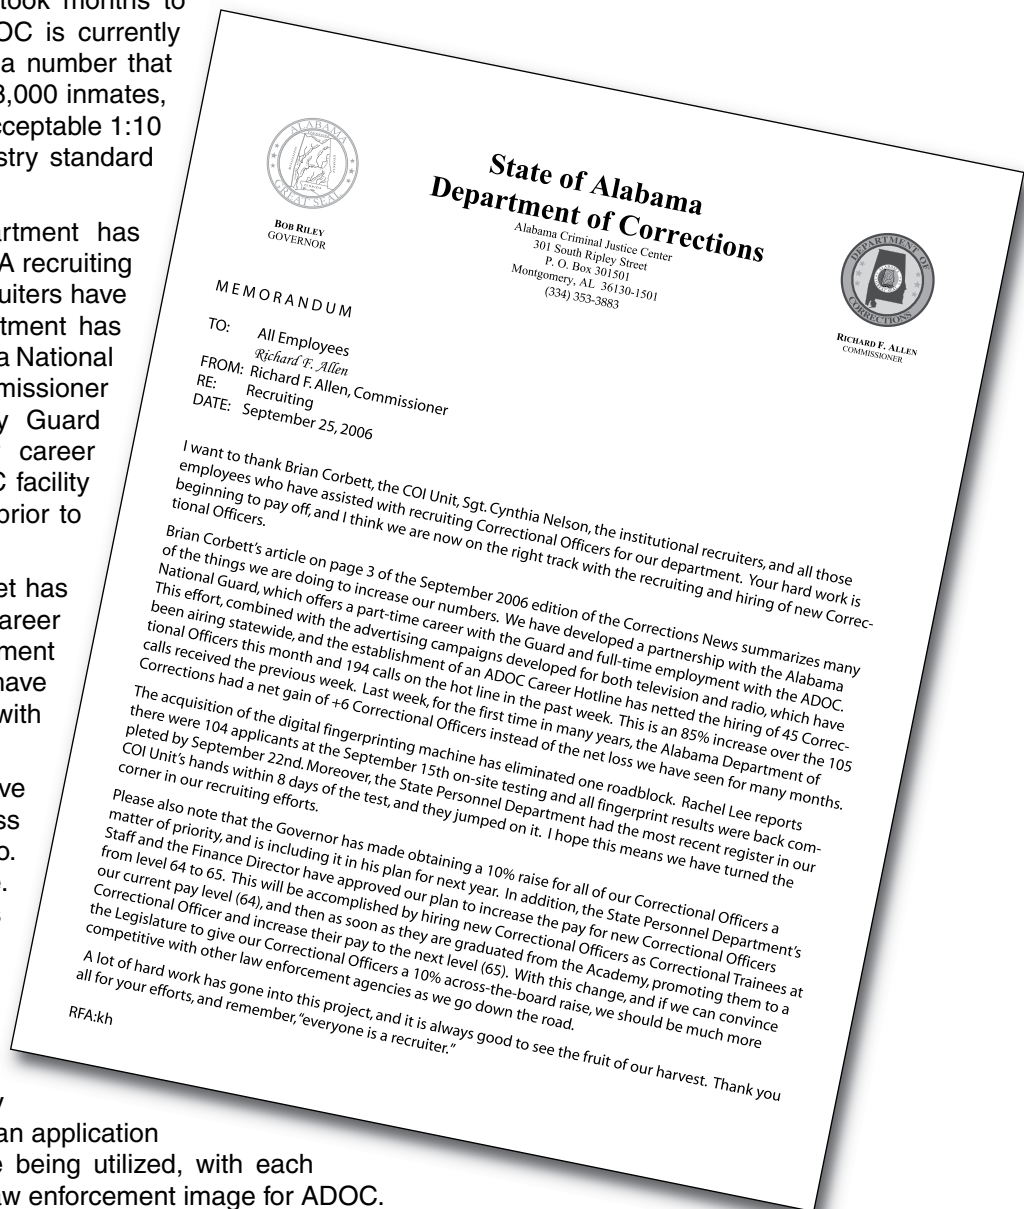 took months to
OC is currently
a number that
3,000 inmates,
cceptable 1:10
stry standard
artment has
A recruiting
uiters have
tment has
a National
missioner
y Guard
career
C facility
prior to
et has
areer
ment
have
with
ve
ss
o.
e.
s
y
an application
e being utilized, with each
aw enforcement image for ADOC.
ALABAMA
GREAT SEAL
BOB RILEY
GOVERNOR
State of Alabama
Department of Corrections
Alabama Criminal Justice Center
301 South Ripley Street
P. O. Box 301501
Montgomery, AL 36130-1501
(334) 353-3883
DEPARTMENT OF
CORRECTIONS
RICHARD F. ALLEN
COMMISSIONER
MEMORANDUM
TO: All Employees
Richard F. Allen
FROM: Richard F. Allen, Commissioner
RE: Recruiting
DATE: September 25, 2006
I want to thank Brian Corbett, the COI Unit, Sgt. Cynthia Nelson, the institutional recruiters, and all those
employees who have assisted with recruiting Correctional Officers for our department. Your hard work is
beginning to pay off, and I think we are now on the right track with the recruiting and hiring of new Correc-
tional Officers.
Brian Corbett's article on page 3 of the September 2006 edition of the Corrections News summarizes many
of the things we are doing to increase our numbers. We have developed a partnership with the Alabama
National Guard, which offers a part-time career with the Guard and full-time employment with the ADOC.
This effort, combined with the advertising campaigns developed for both television and radio, which have
been airing statewide, and the establishment of an ADOC Career Hotline has netted the hiring of 45 Correc-
tional Officers this month and 194 calls on the hot line in the past week. This is an 85% increase over the 105
calls received the previous week. Last week, for the first time in many years, the Alabama Department of
Corrections had a net gain of +6 Correctional Officers instead of the net loss we have seen for many months.
The acquisition of the digital fingerprinting machine has eliminated one roadblock. Rachel Lee reports
there were 104 applicants at the September 15th on-site testing and all fingerprint results were back com-
pleted by September 22nd. Moreover, the State Personnel Department had the most recent register in our
COI Unit's hands within 8 days of the test, and they jumped on it. I hope this means we have turned the
corner in our recruiting efforts.
Please also note that the Governor has made obtaining a 10% raise for all of our Correctional Officers a
matter of priority, and is including it in his plan for next year. In addition, the State Personnel Department's
Staff and the Finance Director have approved our plan to increase the pay for new Correctional Officers
from level 64 to 65. This will be accomplished by hiring new Correctional Officers as Correctional Trainees at
our current pay level (64), and then as soon as they are graduated from the Academy, promoting them to a
Correctional Officer and increase their pay to the next level (65). With this change, and if we can convince
the Legislature to give our Correctional Officers a 10% across-the-board raise, we should be much more
competitive with other law enforcement agencies as we go down the road.
A lot of hard work has gone into this project, and it is always good to see the fruit of our harvest. Thank you
all for your efforts, and remember, "everyone is a recruiter."
RFA:kh